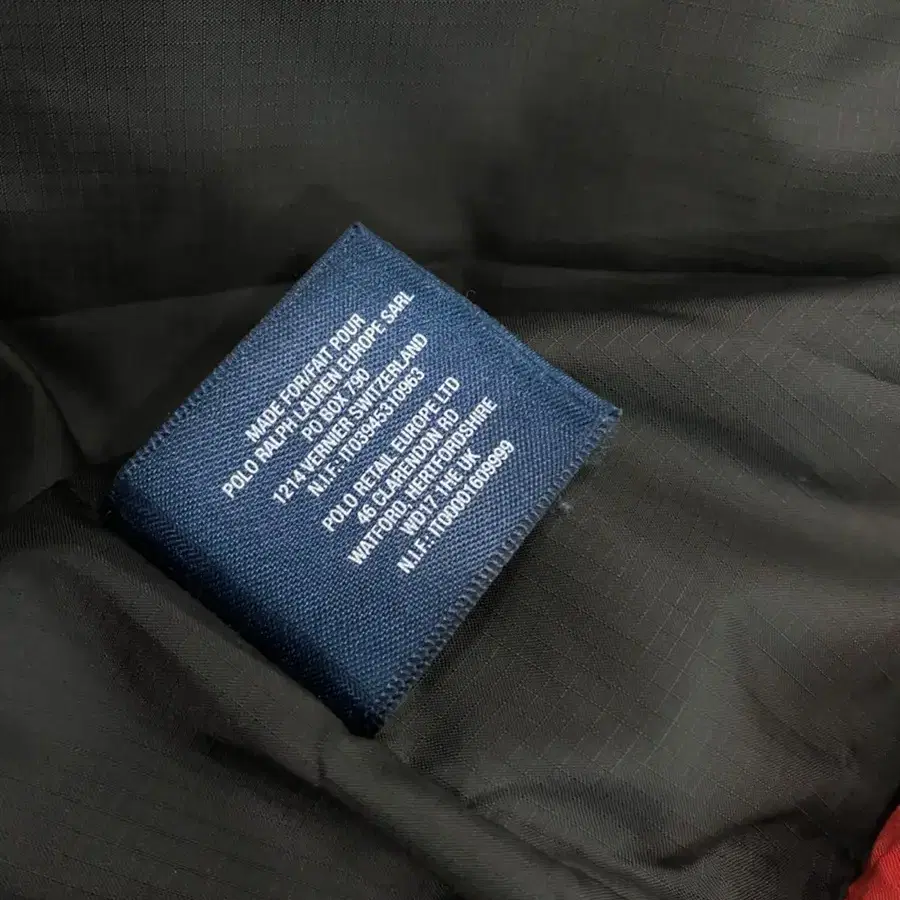 MADE FOR/FAIT POUR
POLO RALPH LAUREN EUROPE SARL
PO BOX 790
1214 VERNIER SWITZERLAND
N.I.F.: IT03945310963
POLO RETAIL EUROPE LTD
46 CLARENDON RD
WATFORD, HERTFORDSHIRE
WD17 1HE UK
N.I.F.: IT00001609999